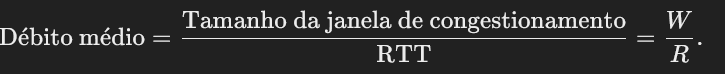 Débito médio = Tamanho da janela de congestionamento / RTT = W / R.